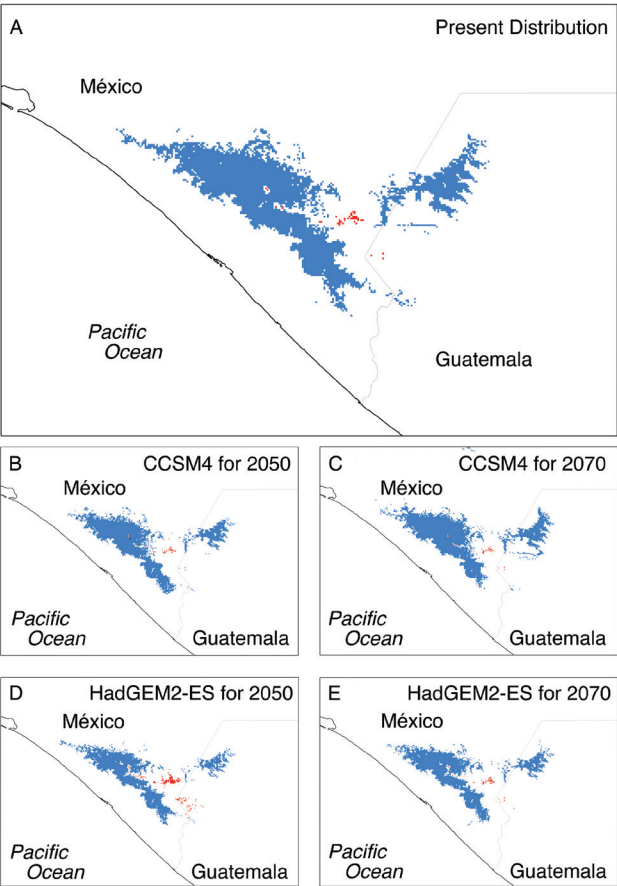 A
Present Distribution
México
Pacific
Ocean
Guatemala
B
CCSM4 for 2050
México
Pacific
Ocean
Guatemala
C
CCSM4 for 2070
México
Pacific
Ocean
Guatemala
D
HadGEM2-ES for 2050
México
Pacific
Ocean
Guatemala
E
HadGEM2-ES for 2070
México
Pacific
Ocean
Guatemala